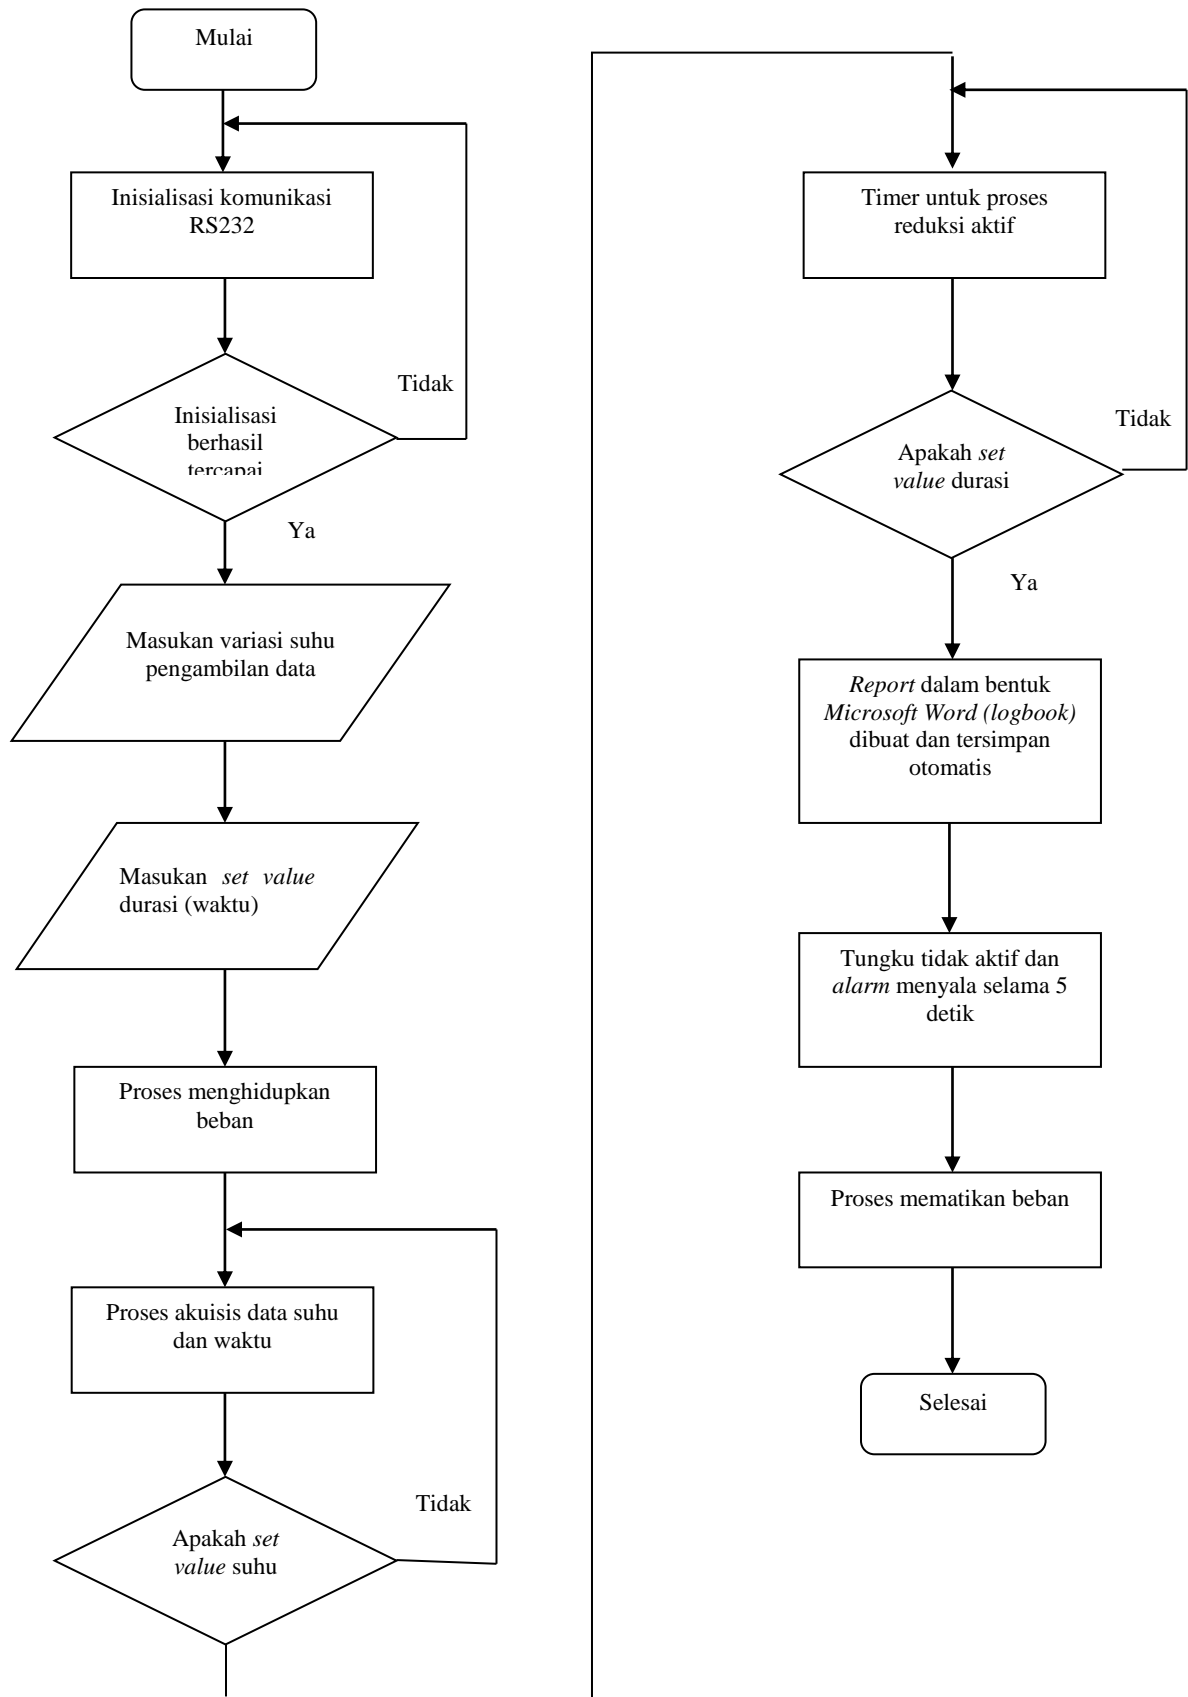 Mulai
Inisialisasi komunikasi
RS232
Tidak
Inisialisasi
berhasil
tercapai
Ya
Masukan variasi suhu
pengambilan data
Masukan set value
durasi (waktu)
Proses menghidupkan
beban
Proses akuisis data suhu
dan waktu
Tidak
Apakah set
value suhu
Timer untuk proses
reduksi aktif
Tidak
Apakah set
value durasi
Ya
Report dalam bentuk
Microsoft Word (logbook)
dibuat dan tersimpan
otomatis
Tungku tidak aktif dan
alarm menyala selama 5
detik
Proses mematikan beban
Selesai